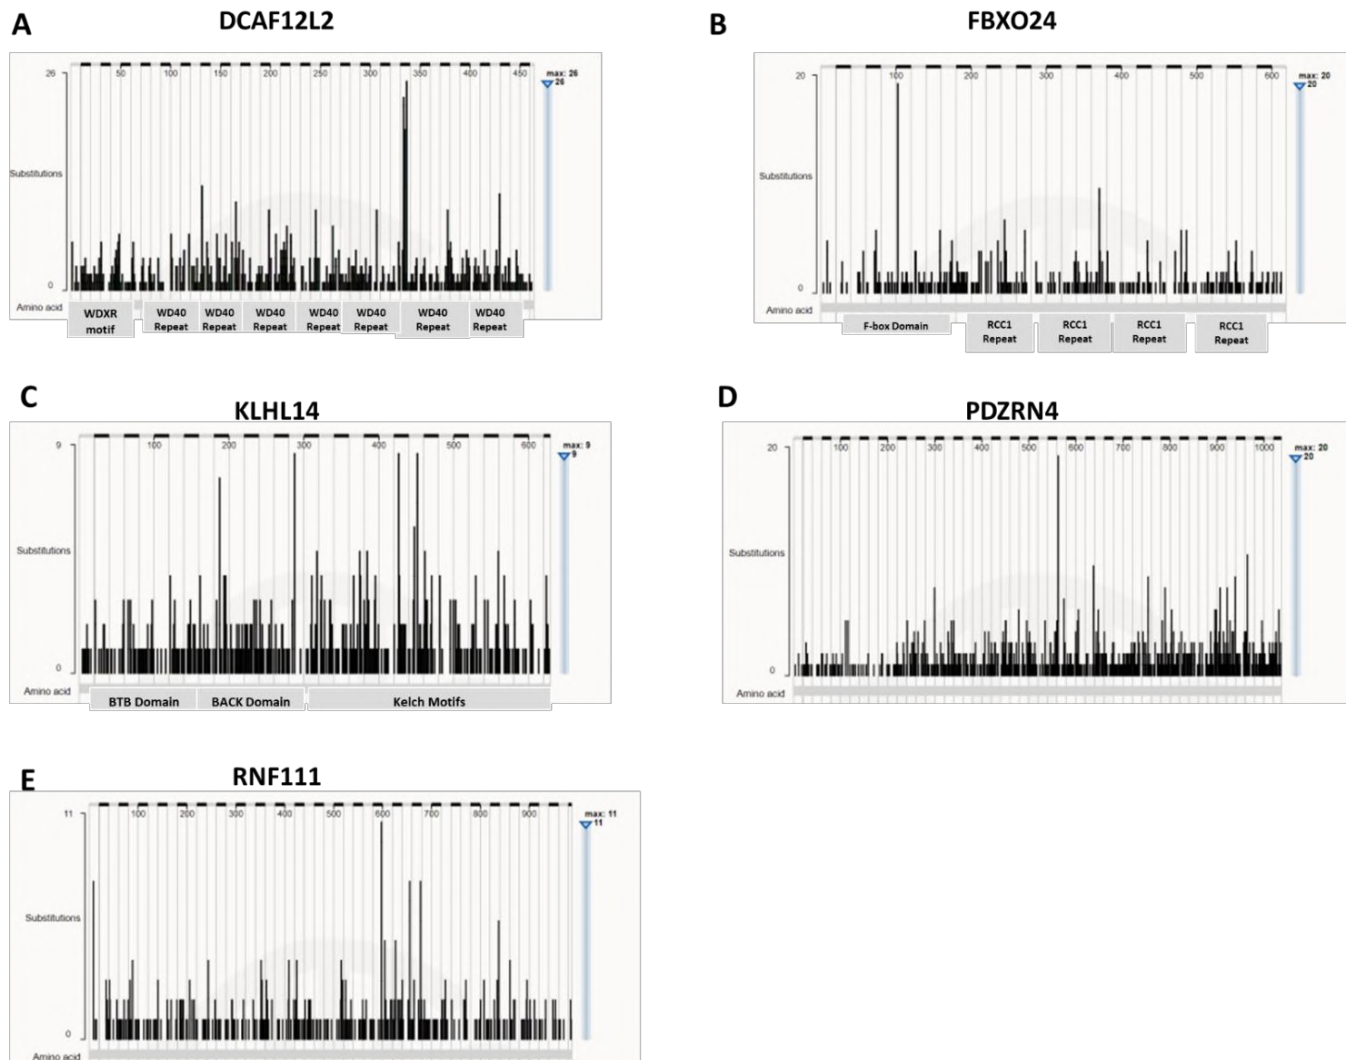 A
DCAF12L2
26
50 100 150 200 250 300 350 400 450
max: 26
26
Substitutions
0
Amino acid
WDXR
motif
WD40
Repeat
WD40
Repeat
WD40
Repeat
WD40
Repeat
WD40
Repeat
WD40
Repeat
WD40
Repeat
B
FBXO24
20
100 200 300 400 500 600
max: 20
20
Substitutions
0
Amino acid
F-box Domain
RCC1
Repeat
RCC1
Repeat
RCC1
Repeat
RCC1
Repeat
C
KLHL14
9
100 200 300 400 500 600
max: 9
9
Substitutions
0
Amino acid
BTB Domain
BACK Domain
Kelch Motifs
D
PDZRN4
20
100 200 300 400 500 600 700 800 900 1000
max: 20
20
Substitutions
0
Amino acid
E
RNF111
11
100 200 300 400 500 600 700 800 900
max: 11
11
Substitutions
0
Amino acid